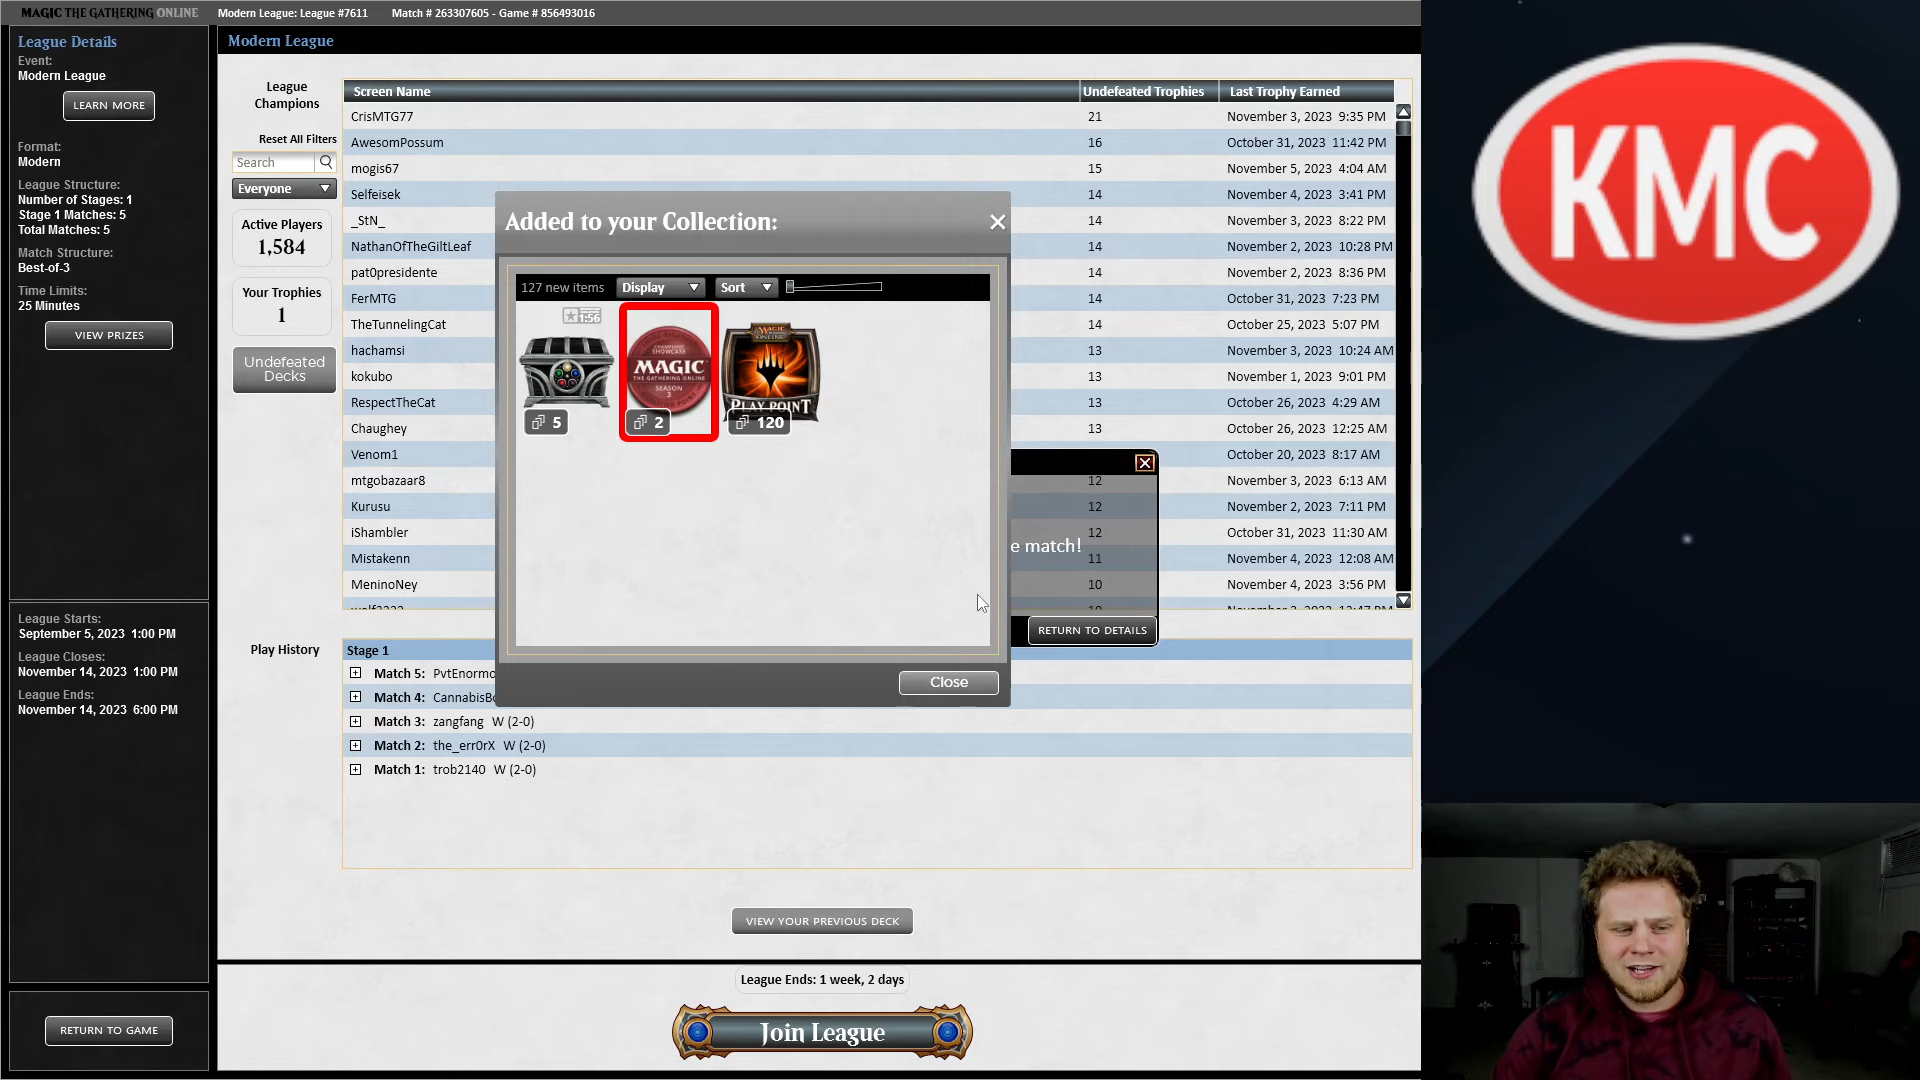 MAGIC THE GATHERING ONLINE
Modern League: League #7611
Match # 263307605 - Game # 856493016
League Details
Event:
Modern League
LEARN MORE
Format:
Modern
League Structure:
Number of Stages: 1
Stage 1 Matches: 5
Total Matches: 5
Match Structure:
Best-of-3
Time Limits:
25 Minutes
VIEW PRIZES
League Starts:
September 5, 2023 1:00 PM
League Closes:
November 14, 2023 1:00 PM
League Ends:
November 14, 2023 6:00 PM
RETURN TO GAME
Modern League
League
Champions
Reset All Filters
Search
Everyone
Active Players
1,584
Your Trophies
1
Undefeated
Decks
Screen Name Undefeated Trophies Last Trophy Earned
CrisMTG77 21 November 3, 2023 9:35 PM
AwesomPossum 16 October 31, 2023 11:42 PM
mogis67 15 November 5, 2023 4:04 AM
Selfeisek 14 November 4, 2023 3:41 PM
_StN_ 14 November 3, 2023 8:22 PM
NathanOfTheGiltLeaf 14 November 2, 2023 10:28 PM
pat0presidente 14 November 2, 2023 8:36 PM
FerMTG 14 October 31, 2023 7:23 PM
TheTunnelingCat 14 October 25, 2023 5:07 PM
hachamsi 13 November 3, 2023 10:24 AM
kokubo 13 November 1, 2023 9:01 PM
RespectTheCat 13 October 26, 2023 4:29 AM
Chaughey 13 October 26, 2023 12:25 AM
Venom1 October 20, 2023 8:17 AM
mtgobazaar8 12 November 3, 2023 6:13 AM
Kurusu 12 November 2, 2023 7:11 PM
iShambler 12 October 31, 2023 11:30 AM
Mistakenn 11 November 4, 2023 12:08 AM
MeninoNey 10 November 4, 2023 3:56 PM
Added to your Collection:
127 new items Display Sort
1:56
CHAMPIONS
SHOWCASE
MAGIC
THE GATHERING ONLINE
SEASON
3
MAGIC
ONLINE
PLAY POINT
5 2 120
Close
e match!
RETURN TO DETAILS
Play History
Stage 1
Match 5: PvtEnormo
Match 4: CannabisBo
Match 3: zangfang W (2-0)
Match 2: the_err0rX W (2-0)
Match 1: trob2140 W (2-0)
VIEW YOUR PREVIOUS DECK
League Ends: 1 week, 2 days
Join League
KMC